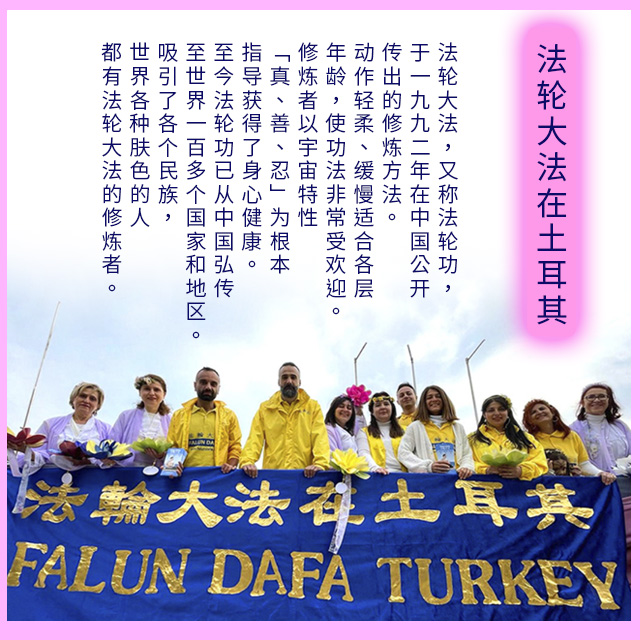 法轮大法在土耳其
法轮大法，又称法轮功，
于一九九二年在中国公开
传出的修炼方法。
动作轻柔、缓慢适合各层
年龄，使功法非常受欢迎。
修炼者以宇宙特性
「真、善、忍」为根本
指导获得了身心健康。
至今法轮功已从中国弘传
至世界一百多个国家和地区。
吸引了各个民族，
世界各种肤色的人
都有法轮大法的修炼者。
FALUN DAFA
法輪大法在土耳其
FALUN DAFA TURKEY